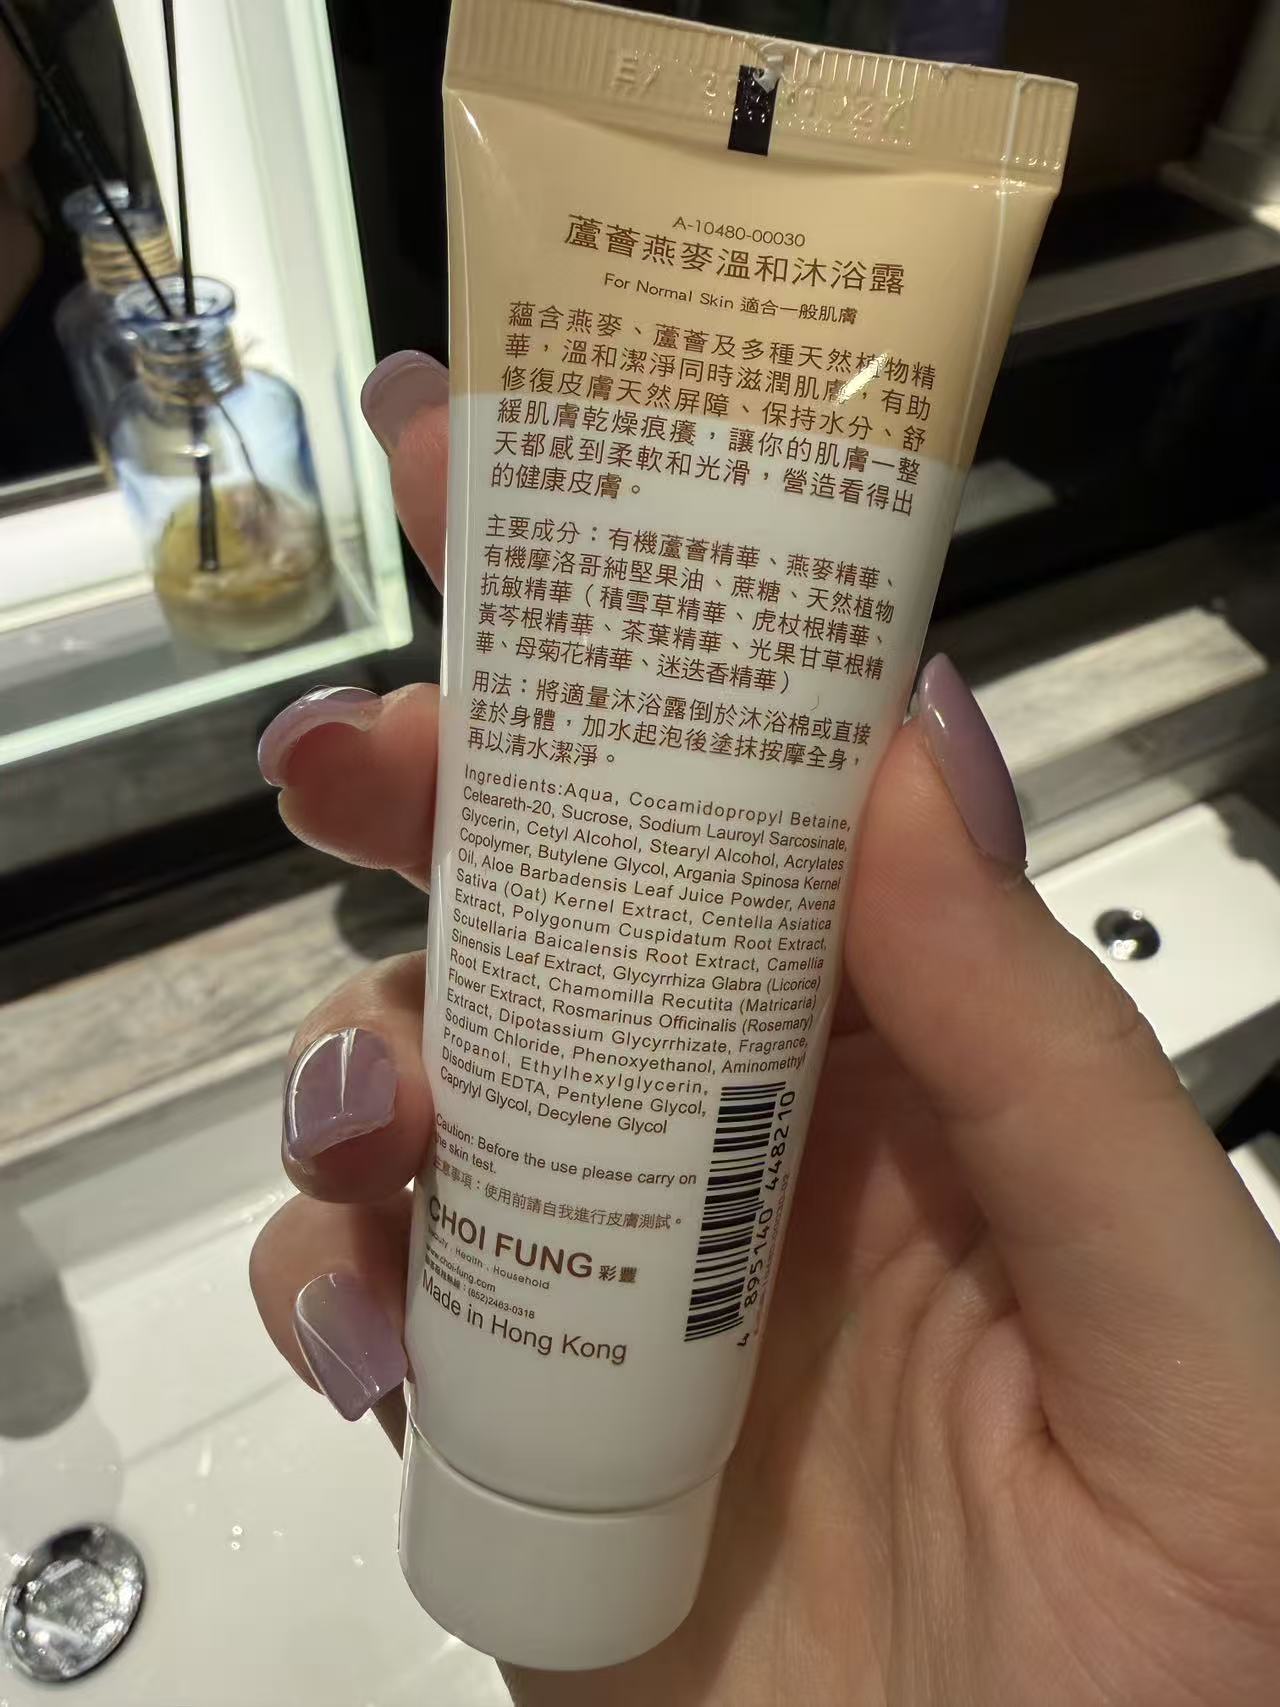 A-10480-00030
蘆薈燕麥溫和沐浴露
For Normal Skin 適合一般肌膚
蘊含燕麥、蘆薈及多種天然植物精
華，溫和潔淨同時滋潤肌膚，有助
修復皮膚天然屏障、保持水分、舒
緩肌膚乾燥痕癢，讓你的肌膚一整
天都感到柔軟和光滑，營造看得出
的健康皮膚。
主要成分：有機蘆薈精華、燕麥精華、
有機摩洛哥純堅果油、蔗糖、天然植物
抗敏精華（積雪草精華、虎杖根精華、
黃芩根精華、茶葉精華、光果甘草根精
華、母菊花精華、迷迭香精華）
用法：將適量沐浴露倒於沐浴棉或直接
塗於身體，加水起泡後塗抹按摩全身，
再以清水潔淨。
Ingredients:Aqua, Cocamidopropyl Betaine,
Ceteareth-20, Sucrose, Sodium Lauroyl Sarcosinate,
Glycerin, Cetyl Alcohol, Stearyl Alcohol, Acrylates
Copolymer, Butylene Glycol, Argania Spinosa Kernel
Oil, Aloe Barbadensis Leaf Juice Powder, Avena
Sativa (Oat) Kernel Extract, Centella Asiatica
Extract, Polygonum Cuspidatum Root Extract,
Scutellaria Baicalensis Root Extract, Camellia
Sinensis Leaf Extract, Glycyrrhiza Glabra (Licorice)
Root Extract, Chamomilla Recutita (Matricaria)
Flower Extract, Rosmarinus Officinalis (Rosemary)
Extract, Dipotassium Glycyrrhizate, Fragrance,
Sodium Chloride, Phenoxyethanol, Aminomethyl
Propanol, Ethylhexylglycerin,
Disodium EDTA, Pentylene Glycol,
Caprylyl Glycol, Decylene Glycol
Caution: Before the use please carry on
the skin test.
注意事項：使用前請自我進行皮膚測試。
CHOI FUNG 彩豐
Beauty . Health . Household
www.choi-fung.com
(852)2463-0318
Made in Hong Kong
4 895140 448210